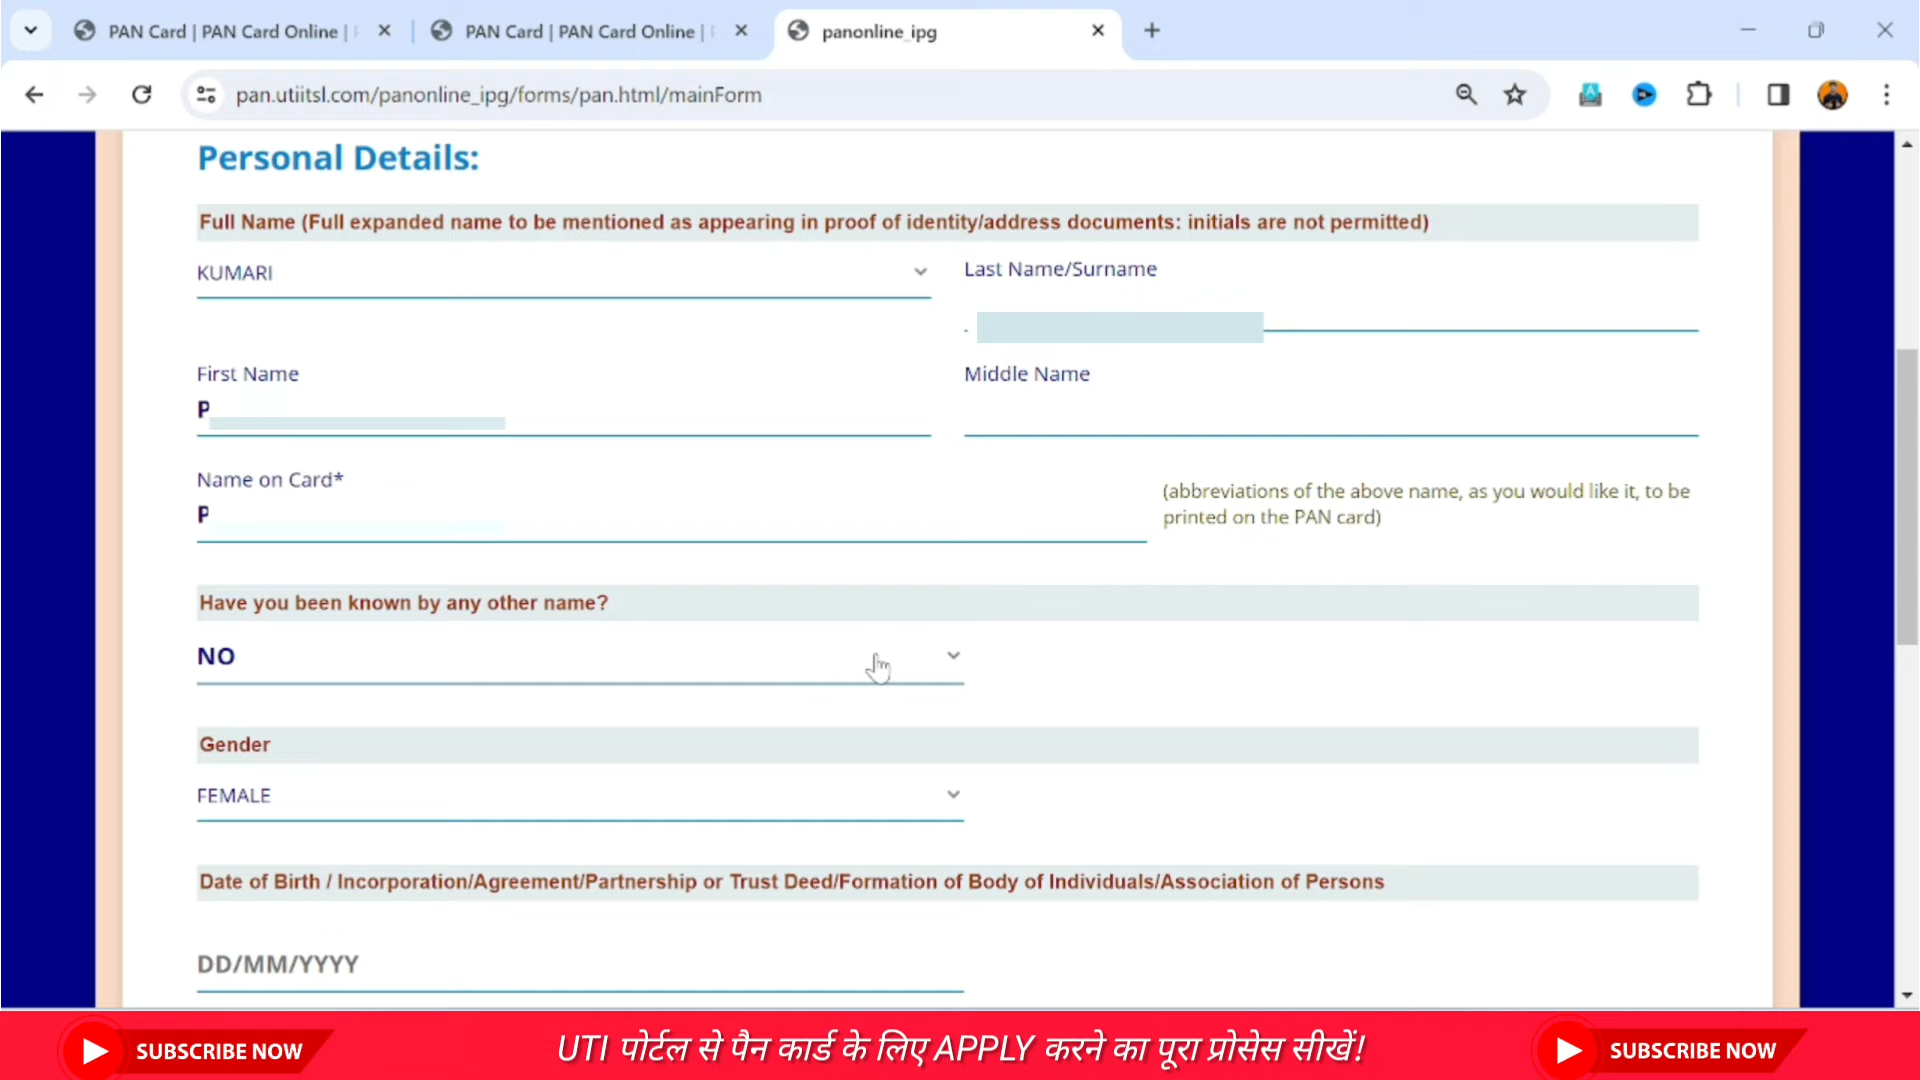 PAN Card | PAN Card Online |
PAN Card | PAN Card Online |
panonline_ipg
pan.utiitsl.com/panonline_ipg/forms/pan.html/mainForm
Personal Details:
Full Name (Full expanded name to be mentioned as appearing in proof of identity/address documents: initials are not permitted)
KUMARI
Last Name/Surname
First Name
Middle Name
P
Name on Card*
(abbreviations of the above name, as you would like it, to be
printed on the PAN card)
P
Have you been known by any other name?
NO
Gender
FEMALE
Date of Birth / Incorporation/Agreement/Partnership or Trust Deed/Formation of Body of Individuals/Association of Persons
DD/MM/YYYY
SUBSCRIBE NOW
UTI पोर्टल से पैन कार्ड के लिए APPLY करने का पूरा प्रोसेस सीखें!
SUBSCRIBE NOW